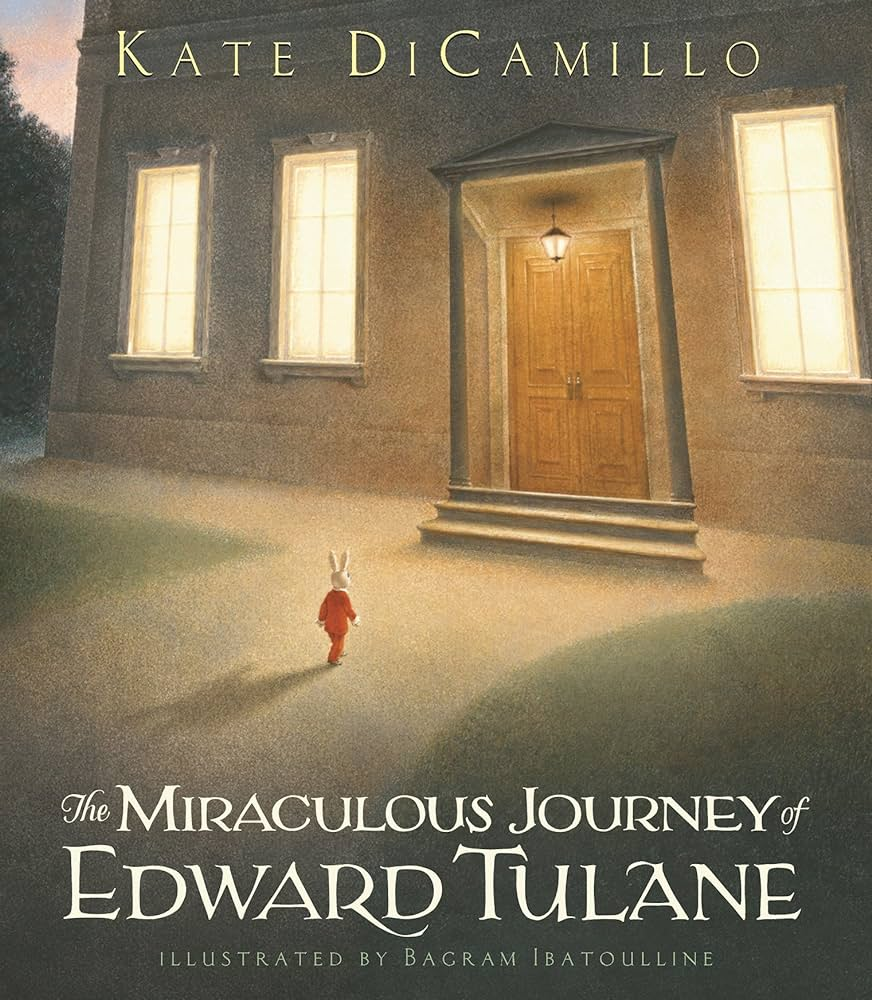 KATE DICAMILLO
The MIRACULOUS JOURNEY of
EDWARD TULANE
ILLUSTRATED BY BAGRAM IBATOULLINE